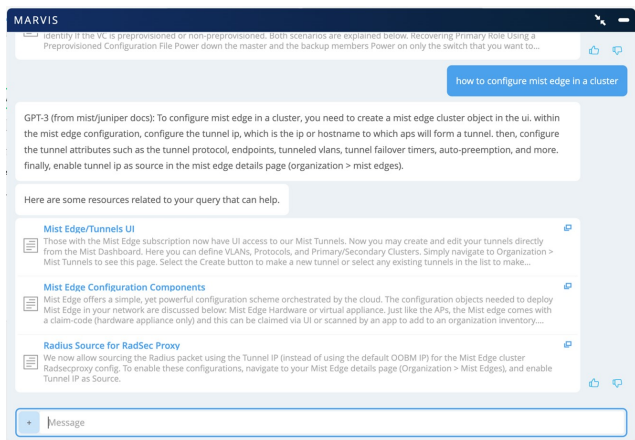 MARVIS
identify If the VC is preprovisioned or non-preprovisioned. Both scenarios are explained below. Recovering Primary Role Using a
Preprovisioned Configuration File Power down the master and the backup members Power on only the switch that you want to...
how to configure mist edge in a cluster
GPT-3 (from mist/juniper docs): To configure mist edge in a cluster, you need to create a mist edge cluster object in the ui. within
the mist edge configuration, configure the tunnel ip, which is the ip or hostname to which aps will form a tunnel. then, configure
the tunnel attributes such as the tunnel protocol, endpoints, tunneled vlans, tunnel failover timers, auto-preemption, and more.
finally, enable tunnel ip as source in the mist edge details page (organization > mist edges).
Here are some resources related to your query that can help.
Mist Edge/Tunnels UI
Those with the Mist Edge subscription now have UI access to our Mist Tunnels. Now you may create and edit your tunnels directly
from the Mist Dashboard. Here you can define VLANs, Protocols, and Primary/Secondary Clusters. Simply navigate to Organization >
Mist Tunnels to see this page. Select the Create button to make a new tunnel or select any existing tunnels in the list to make...
Mist Edge Configuration Components
Mist Edge offers a simple, yet powerful configuration scheme orchestrated by the cloud. The configuration objects needed to deploy
Mist Edge in your network are discussed below: Mist Edge Hardware or virtual appliance. Just like the APs, the Mist edge comes with
a claim-code (hardware appliance only) and this can be claimed via UI or scanned by an app to add to an organization inventory....
Radius Source for RadSec Proxy
We now allow sourcing the Radius packet using the Tunnel IP (instead of using the default OOBM IP) for the Mist Edge cluster
Radsecproxy config. To enable these configurations, navigate to your Mist Edge details page (Organization > Mist Edges), and enable
Tunnel IP as Source.
+ Message